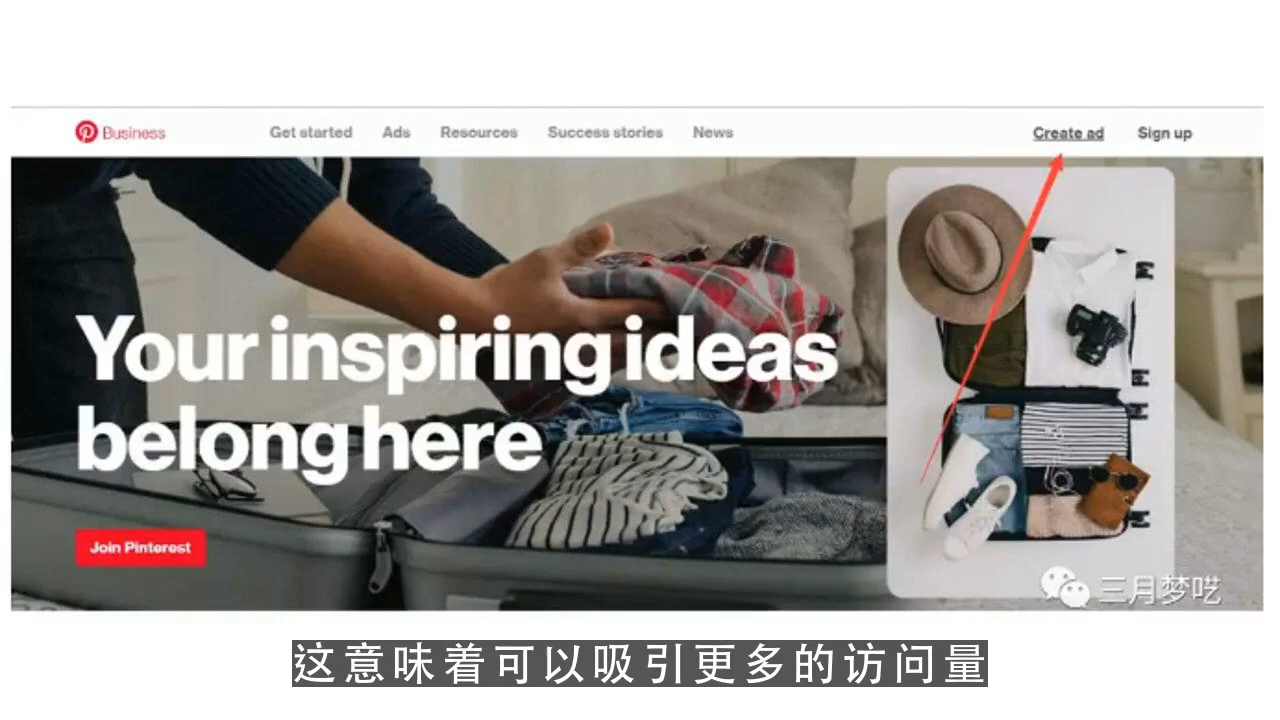 Business
Get started
Ads
Resources
Success stories
News
Create ad
Sign up
Your inspiring ideas
belong here
Join Pinterest
三月梦呓
这意味着可以吸引更多的访问量